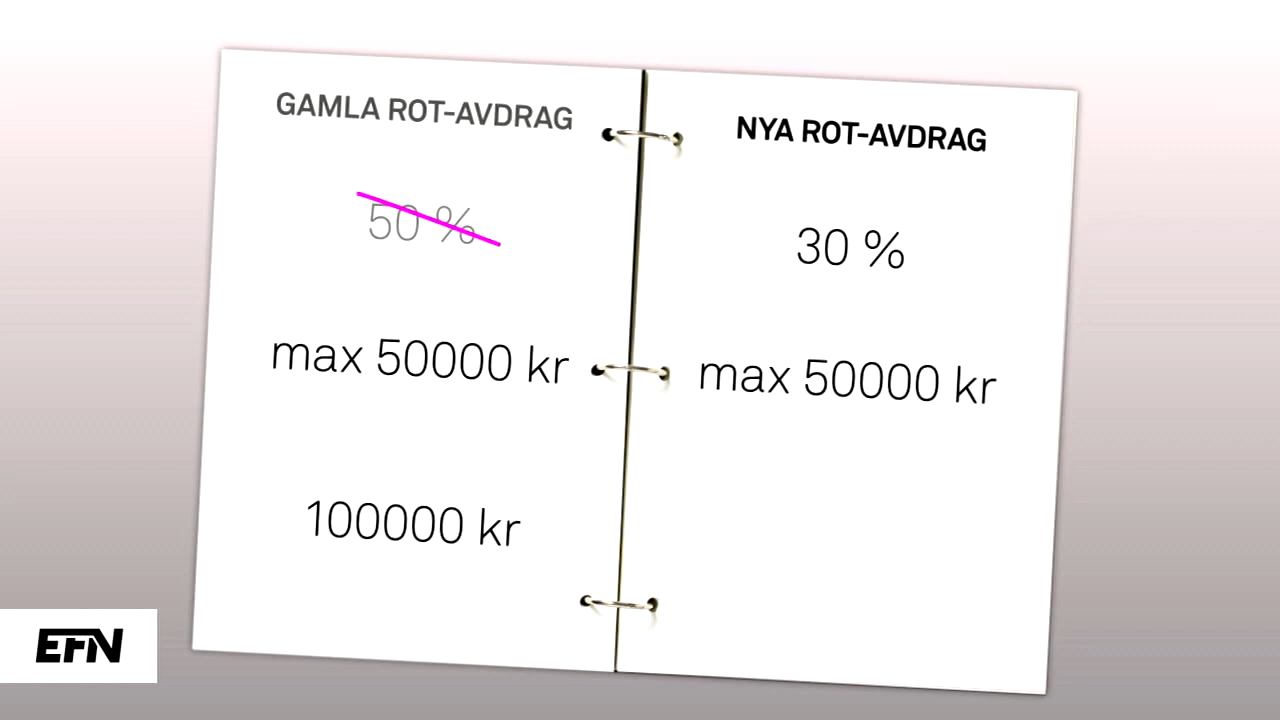 GAMLA ROT-AVDRAG
50 %
max 50000 kr
100000 kr
NYA ROT-AVDRAG
30 %
max 50000 kr
EFN